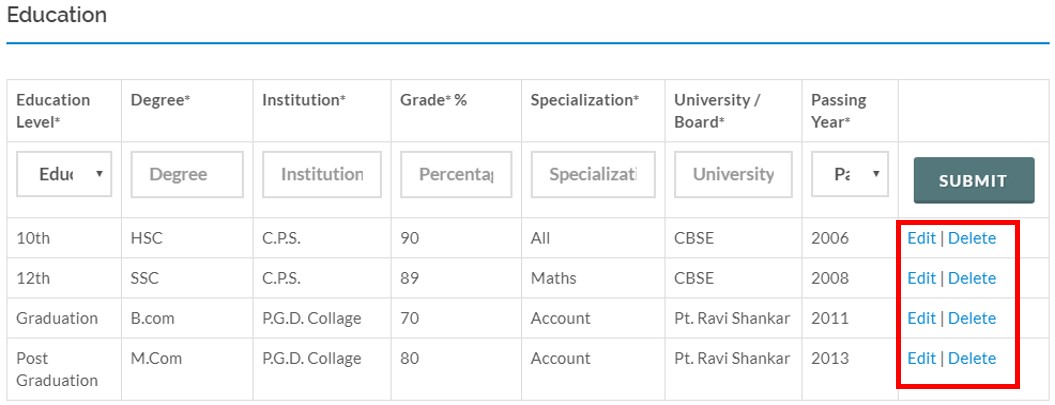 Education
Education Level* Degree* Institution* Grade* % Specialization* University / Board* Passing Year*
Educ Degree Institution Percentag Specializati University Pa SUBMIT
10th HSC C.P.S. 90 All CBSE 2006 Edit | Delete
12th SSC C.P.S. 89 Maths CBSE 2008 Edit | Delete
Graduation B.com P.G.D. Collage 70 Account Pt. Ravi Shankar 2011 Edit | Delete
Post Graduation M.Com P.G.D. Collage 80 Account Pt. Ravi Shankar 2013 Edit | Delete